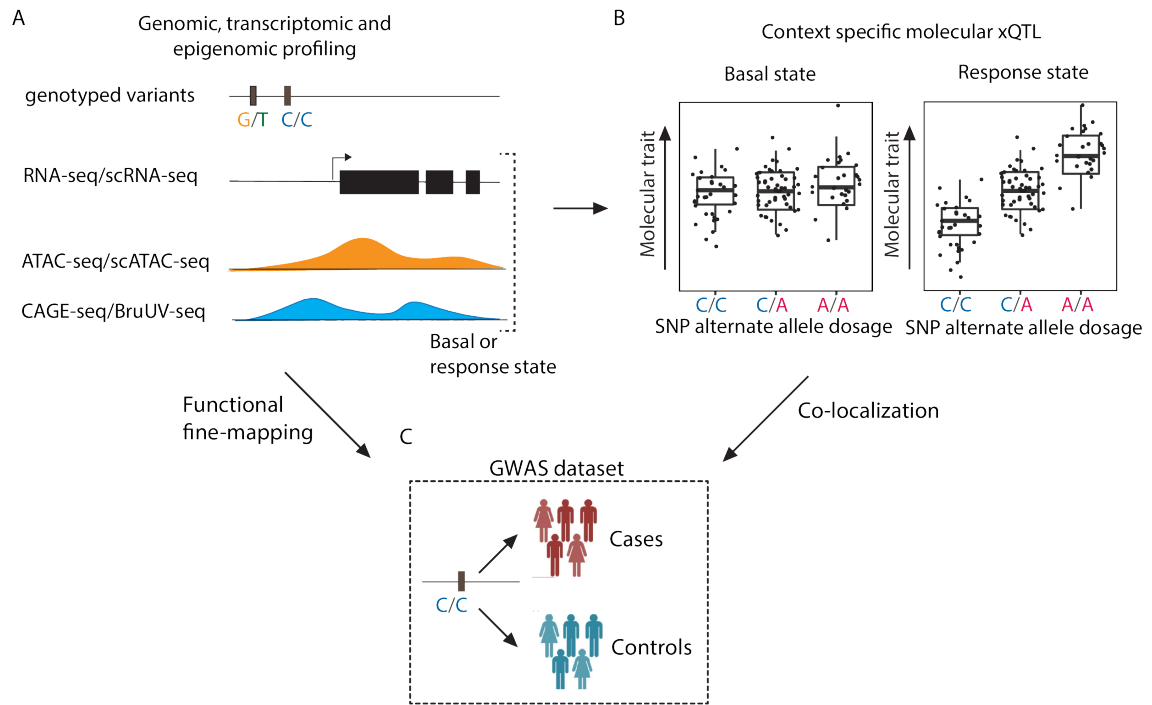 A
Genomic, transcriptomic and
epigenomic profiling
genotyped variants
G/T C/C
RNA-seq/scRNA-seq
ATAC-seq/scATAC-seq
CAGE-seq/BruUV-seq
Basal or
response state
B
Context specific molecular xQTL
Basal state
Molecular trait
C/C C/A A/A
SNP alternate allele dosage
Response state
Molecular trait
C/C C/A A/A
SNP alternate allele dosage
Functional
fine-mapping
Co-localization
C
GWAS dataset
C/C
Cases
Controls